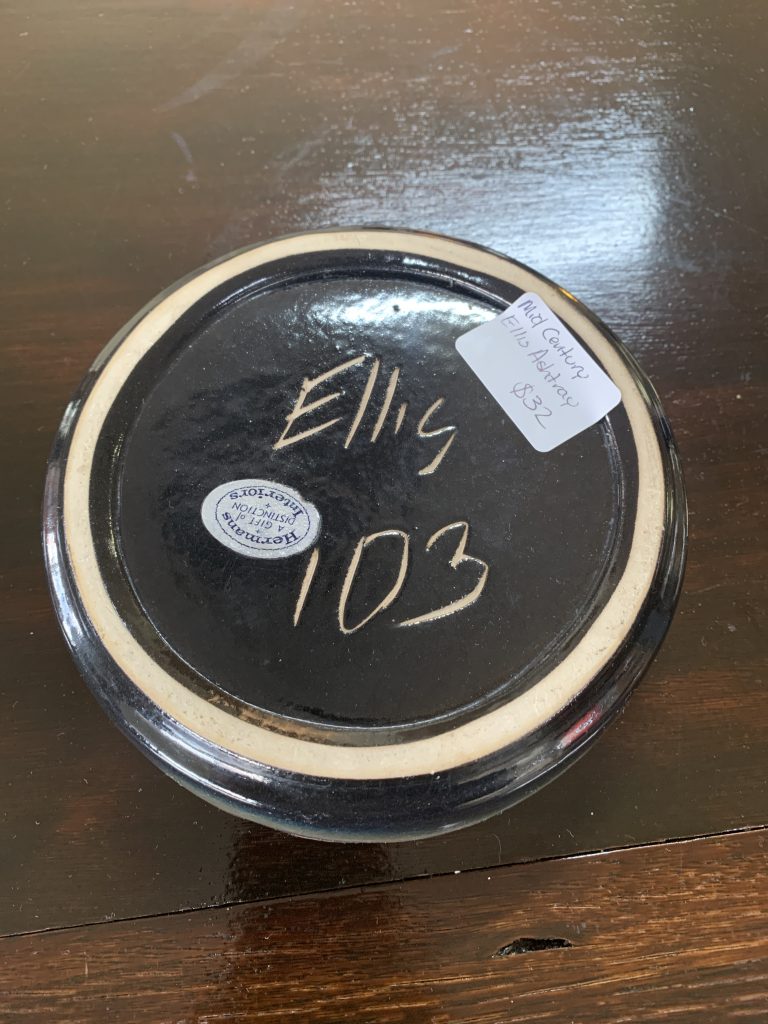 Mid Century
Ellis Ashtray
$32
Ellis
103
Hermans
A GIFT of
DISTINCTION
Interiors